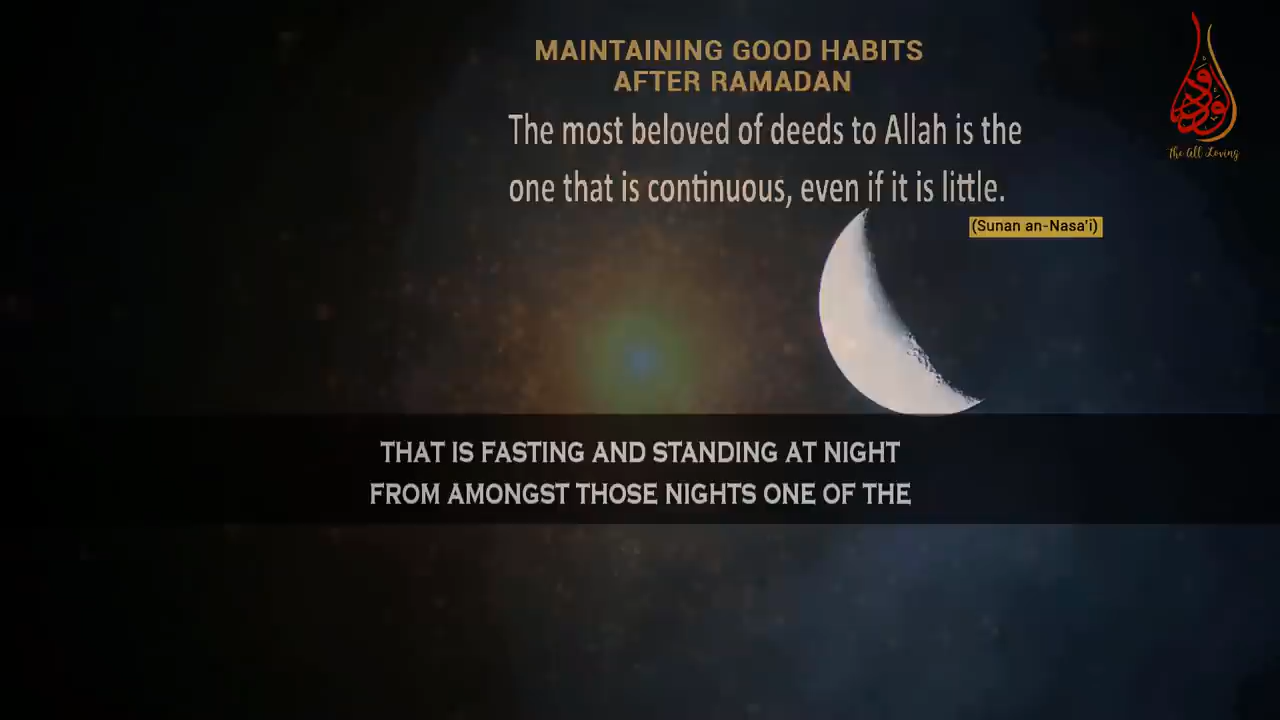 MAINTAINING GOOD HABITS
AFTER RAMADAN
The most beloved of deeds to Allah is the
one that is continuous, even if it is little.
(Sunan an-Nasa'i)
The All Loving
THAT IS FASTING AND STANDING AT NIGHT
FROM AMONGST THOSE NIGHTS ONE OF THE